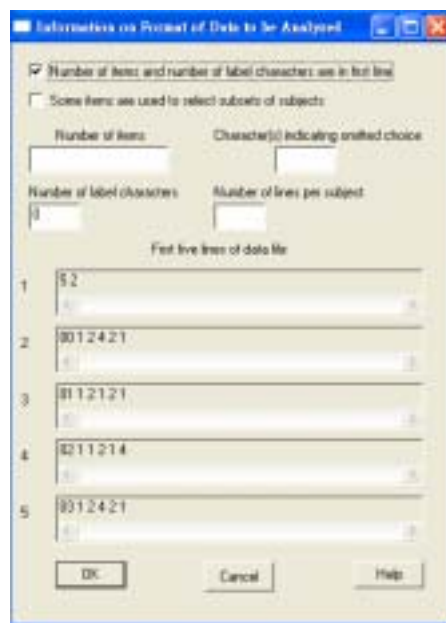 Information on Format of Data to be Analyzed
Number of items and number of label characters are in first line
Some items are used to select subsets of subjects
Number of items Character(s) indicating omitted choice
Number of label characters Number of lines per subject
0
First five lines of data file
1 5 2
2 00 1 2 4 2 1
3 01 1 2 1 2 1
4 02 1 1 2 1 4
5 03 1 2 4 2 1
OK Cancel Help